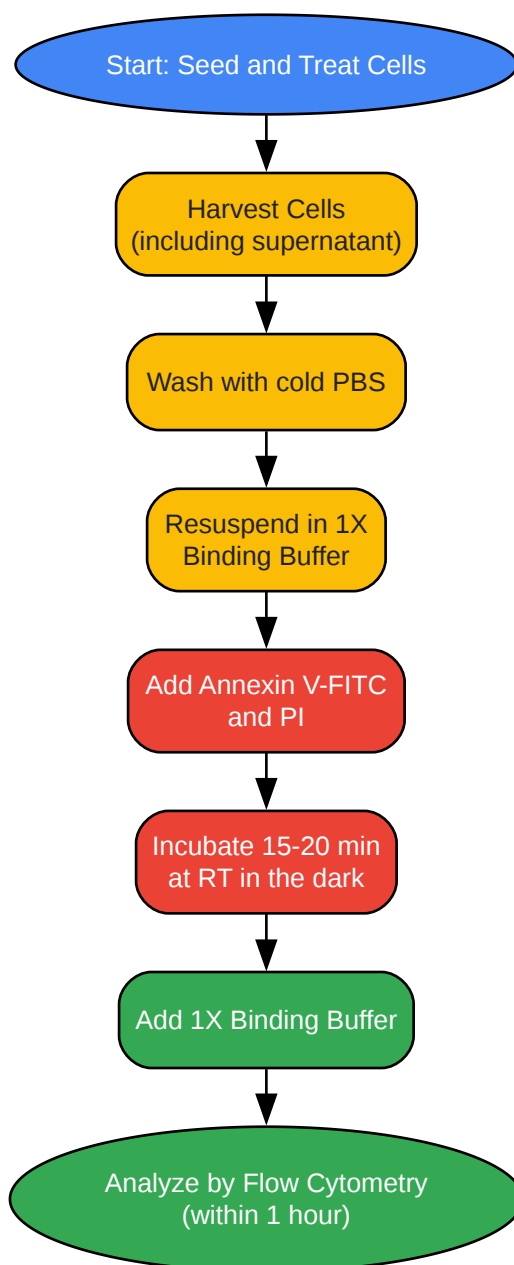 Start: Seed and Treat Cells
Harvest Cells
(including supernatant)
Wash with cold PBS
Resuspend in 1X
Binding Buffer
Add Annexin V-FITC
and PI
Incubate 15-20 min
at RT in the dark
Add 1X Binding Buffer
Analyze by Flow Cytometry
(within 1 hour)